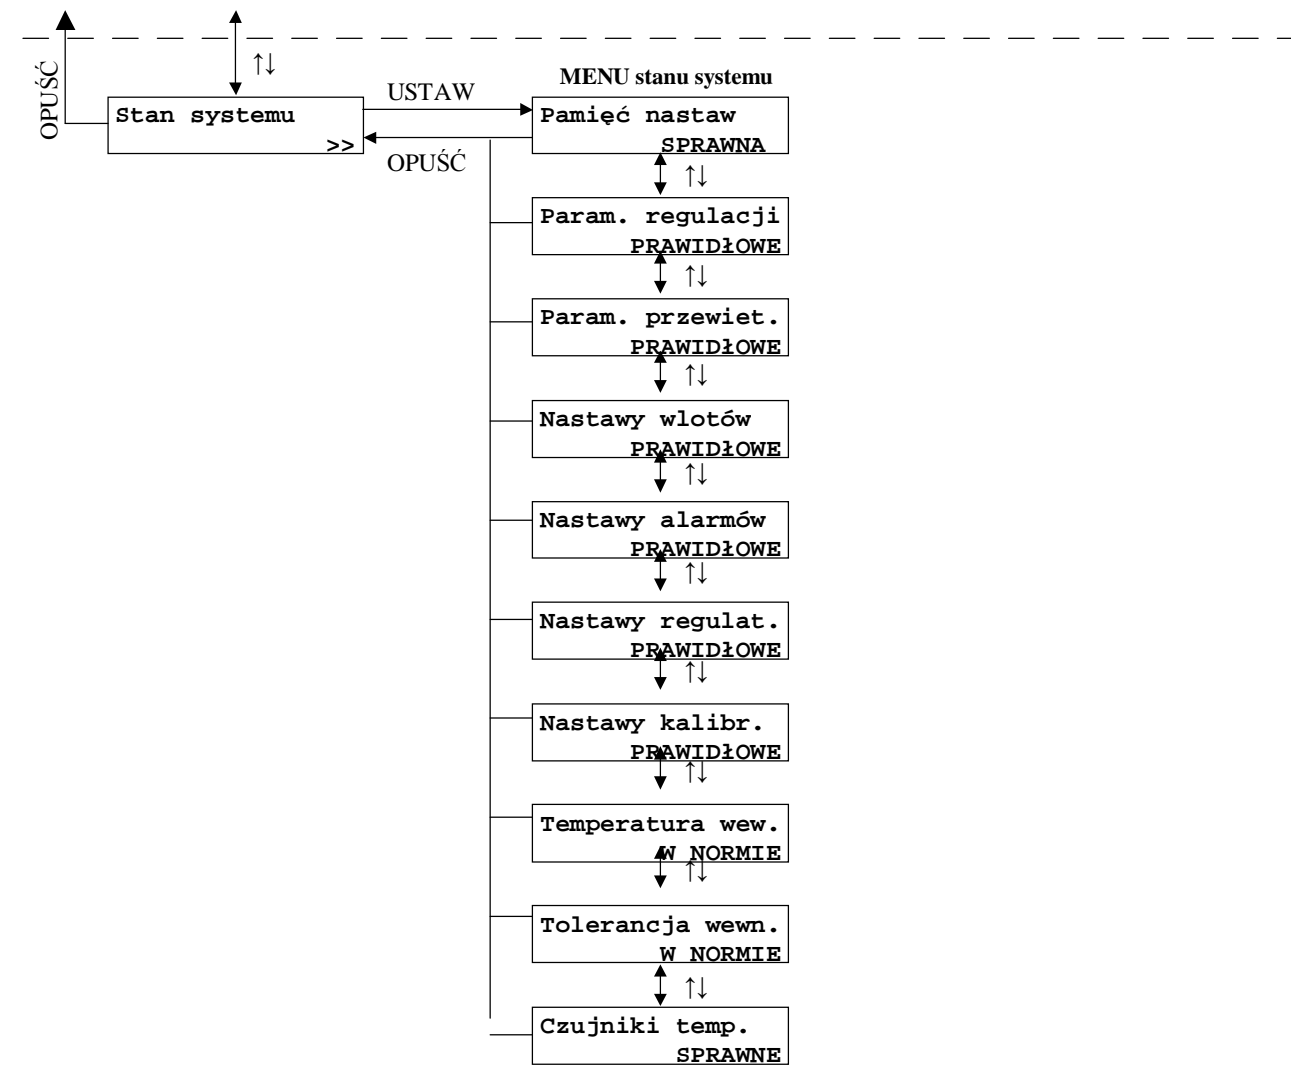 OPUŚĆ
↑↓
Stan systemu
>>
USTAW
OPUŚĆ
MENU stanu systemu
Pamięć nastaw
SPRAWNA
↑↓
Param. regulacji
PRAWIDŁOWE
↑↓
Param. przewiet.
PRAWIDŁOWE
↑↓
Nastawy wlotów
PRAWIDŁOWE
↑↓
Nastawy alarmów
PRAWIDŁOWE
↑↓
Nastawy regulat.
PRAWIDŁOWE
↑↓
Nastawy kalibr.
PRAWIDŁOWE
↑↓
Temperatura wew.
W NORMIE
↑↓
Tolerancja wewn.
W NORMIE
↑↓
Czujniki temp.
SPRAWNE